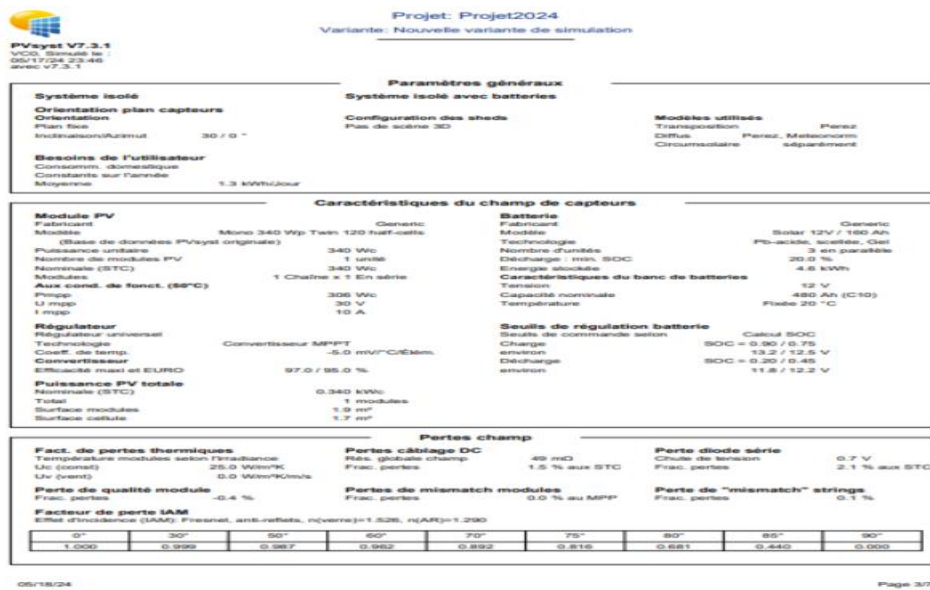 Projet: Projet2024
Variante: Nouvelle variante de simulation
PVsyst V7.3.1
VC0, Simulé le :
05/17/24 23:46
avec v7.3.1
Paramètres généraux
Système isolé Système isolé avec batteries
Orientation plan capteurs
Orientation Configuration des sheds Modèles utilisés
Plan fixe Pas de scène 3D Transposition Perez
Inclinaison/Azimut 30 / 0 ° Diffus Perez, Meteonorm
Circumsolaire séparément
Besoins de l'utilisateur
Consomm. domestique
Constants sur l'année
Moyenne 1.3 kWh/Jour
Caractéristiques du champ de capteurs
Module PV Batterie
Fabricant Generic Fabricant Generic
Modèle Mono 340 Wp Twin 120 half-cells Modèle Solar 12V / 160 Ah
(Base de données PVsyst originale) Technologie Pb-acide, scellée, Gel
Puissance unitaire 340 Wc Nombre d'unités 3 en parallèle
Nombre de modules PV 1 unité Décharge : min. SOC 20.0 %
Nominale (STC) 340 Wc Energie stockée 4.6 kWh
Modules 1 Chaîne x 1 En série Caractéristiques du banc de batteries
Aux cond. de fonct. (50°C) Tension 12 V
Pmpp 306 Wc Capacité nominale 480 Ah (C10)
U mpp 30 V Température Fixée 20 °C
I mpp 10 A
Régulateur Seuils de régulation batterie
Régulateur universel Seuils de commande selon Calcul SOC
Technologie Convertisseur MPPT Charge SOC = 0.90 / 0.75
Coeff. de temp. -5.0 mV/°C/Élém. environ 13.2 / 12.5 V
Convertisseur Décharge SOC = 0.20 / 0.45
Efficacité maxi et EURO 97.0 / 95.0 % environ 11.8 / 12.2 V
Puissance PV totale
Nominale (STC) 0.340 kWc
Total 1 modules
Surface modules 1.9 m²
Surface cellule 1.7 m²
Pertes champ
Fact. de pertes thermiques Pertes câblage DC Perte diode série
Température modules selon l'irradiance Rés. globale champ 49 mΩ Chute de tension 0.7 V
Uc (const) 25.0 W/m²K Frac. pertes 1.5 % aux STC Frac. pertes 2.1 % aux STC
Uv (vent) 0.0 W/m²K/m/s
Perte de qualité module Pertes de mismatch modules Perte de "mismatch" strings
Frac. pertes -0.4 % Frac. pertes 0.0 % au MPP Frac. pertes 0.1 %
Facteur de perte IAM
Effet d'incidence (IAM): Fresnel, anti-reflets, n(verre)=1.526, n(AR)=1.290
0° 30° 50° 60° 70° 75° 80° 85° 90°
1.000 0.999 0.987 0.962 0.892 0.816 0.681 0.440 0.000
05/18/24 Page 3/7